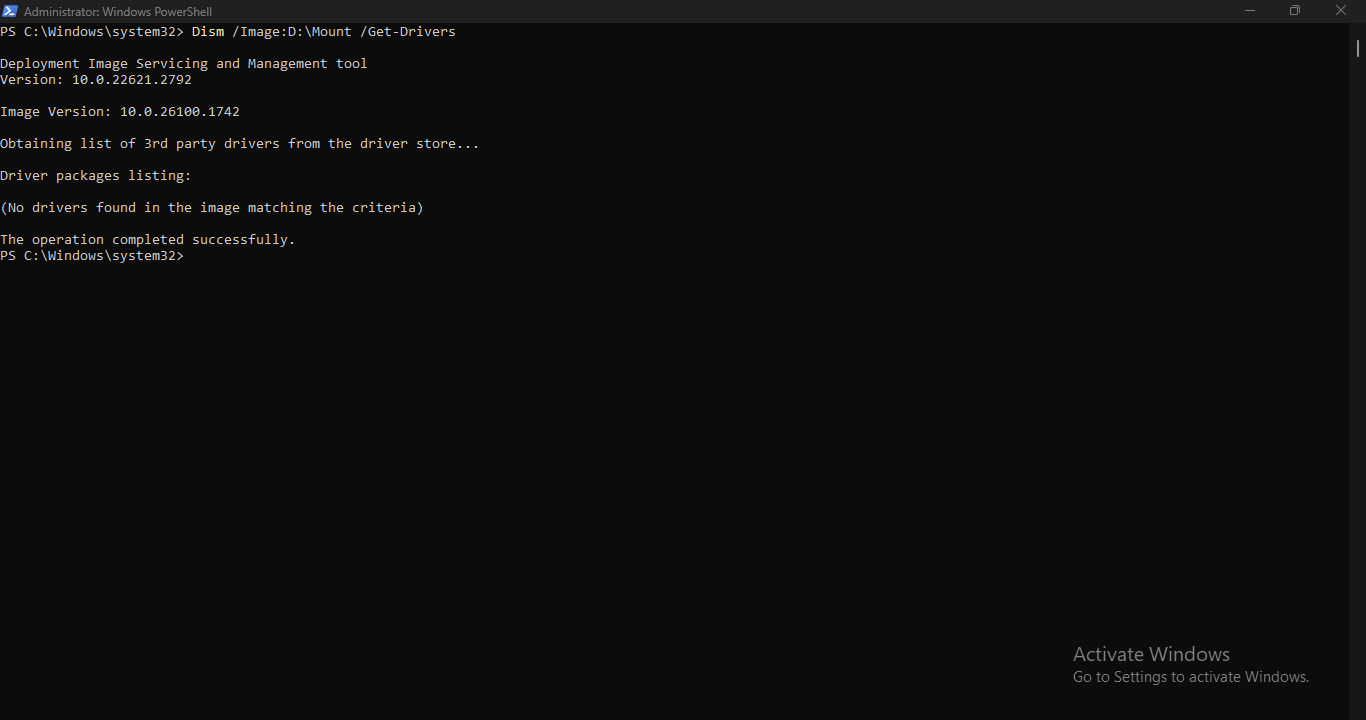 Administrator: Windows PowerShell
PS C:\Windows\system32> Dism /Image:D:\Mount /Get-Drivers
Deployment Image Servicing and Management tool
Version: 10.0.22621.2792
Image Version: 10.0.26100.1742
Obtaining list of 3rd party drivers from the driver store...
Driver packages listing:
(No drivers found in the image matching the criteria)
The operation completed successfully.
PS C:\Windows\system32>
Activate Windows
Go to Settings to activate Windows.